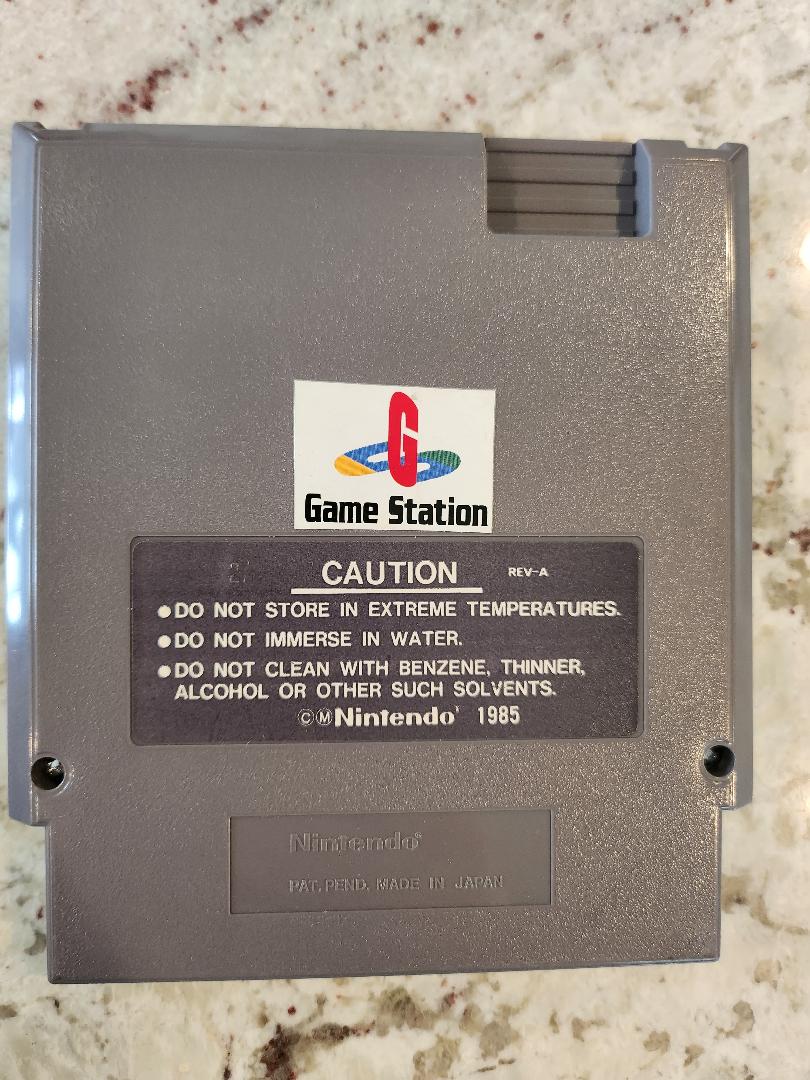 G
Game Station
CAUTION REV-A
●DO NOT STORE IN EXTREME TEMPERATURES.
●DO NOT IMMERSE IN WATER.
●DO NOT CLEAN WITH BENZENE, THINNER,
ALCOHOL OR OTHER SUCH SOLVENTS.
©ⓂNintendo® 1985
Nintendo®
PAT. PEND. MADE IN JAPAN